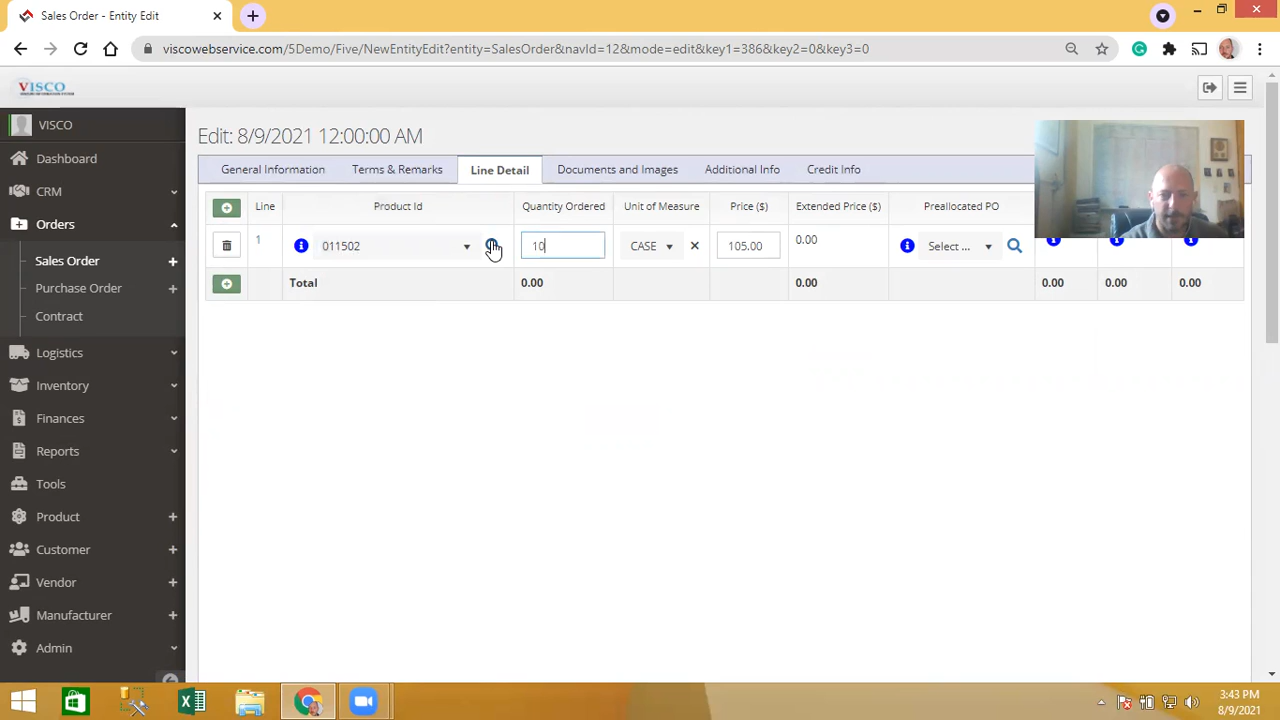 Sales Order - Entity Edit
viscowebservice.com/5Demo/Five/NewEntityEdit?entity=SalesOrder&navId=12&mode=edit&key1=386&key2=0&key3=0
VISCO
VISCO
Dashboard
CRM
Orders
Sales Order
Purchase Order
Contract
Logistics
Inventory
Finances
Reports
Tools
Product
Customer
Vendor
Manufacturer
Admin
Edit: 8/9/2021 12:00:00 AM
General Information Terms & Remarks Line Detail Documents and Images Additional Info Credit Info
Line Product Id Quantity Ordered Unit of Measure Price ($) Extended Price ($) Preallocated PO
1 011502 10 CASE 105.00 0.00 Select ...
Total 0.00 0.00 0.00 0.00 0.00
3:43 PM
8/9/2021